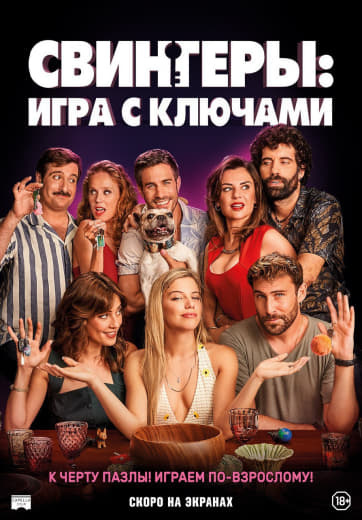 СВИНГЕРЫ:
ИГРА С КЛЮЧАМИ
К ЧЕРТУ ПАЗЛЫ! ИГРАЕМ ПО-ВЗРОСЛОМУ!
СКОРО НА ЭКРАНАХ
18+